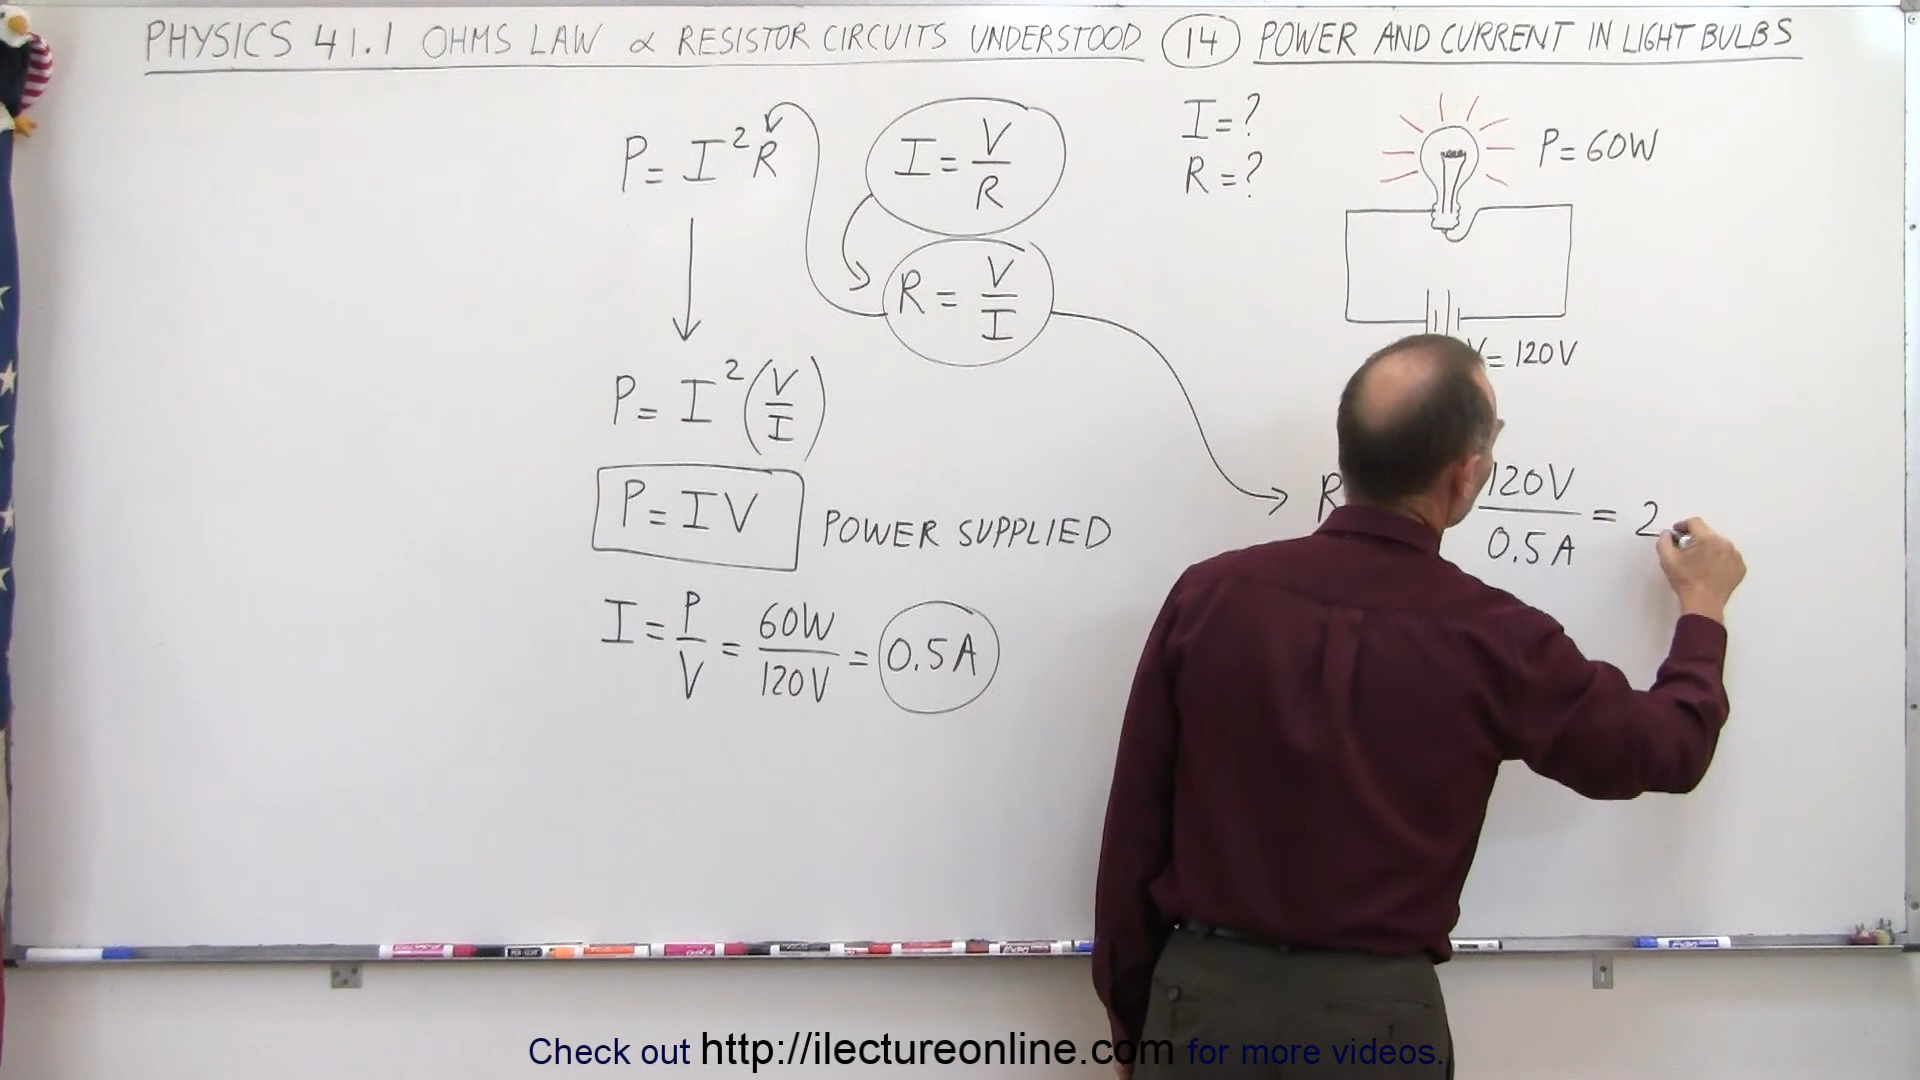 PHYSICS 41.1 OHMS LAW & RESISTOR CIRCUITS UNDERSTOOD 14 POWER AND CURRENT IN LIGHT BULBS
P = I²R
I = V/R
I = ?
R = ?
P = 60W
R = V/I
V = 120V
P = I²(V/I)
P = IV POWER SUPPLIED
R 120V/0.5A = 2
I = P/V = 60W/120V = 0.5A
Check out http://ilectureonline.com for more videos.